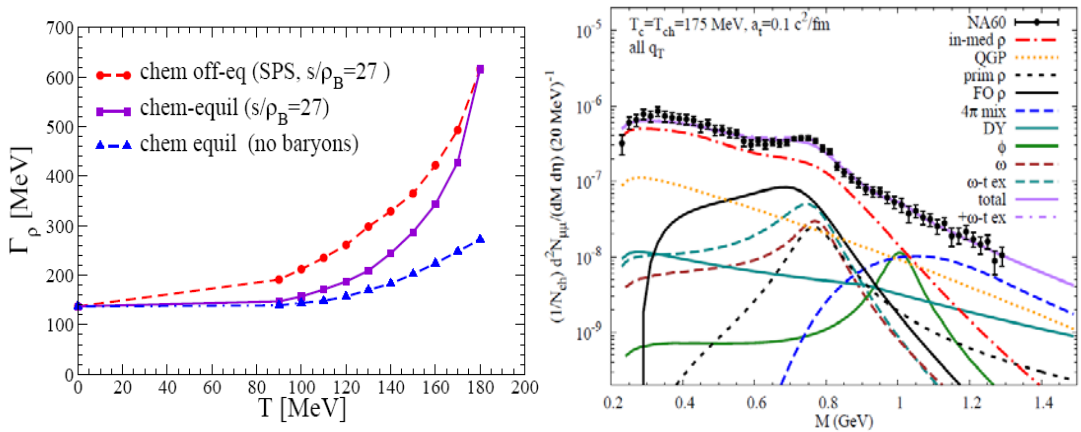 700
600
500
400
300
200
100
0
Γρ [MeV]
chem off-eq (SPS, s/ρB=27 )
chem-equil (s/ρB=27)
chem equil (no baryons)
0 20 40 60 80 100 120 140 160 180 200
T [MeV]
10-5
10-6
10-7
10-8
10-9
(1/Nch) d2Nμμ/(dM dη) (20 MeV)-1
Tc=Tch=175 MeV, at=0.1 c2/fm
all qT
NA60
in-med ρ
QGP
prim ρ
FO ρ
4π mix
DY
ϕ
ω
ω-t ex
total
+ω-t ex
0.2 0.4 0.6 0.8 1 1.2 1.4
M (GeV)